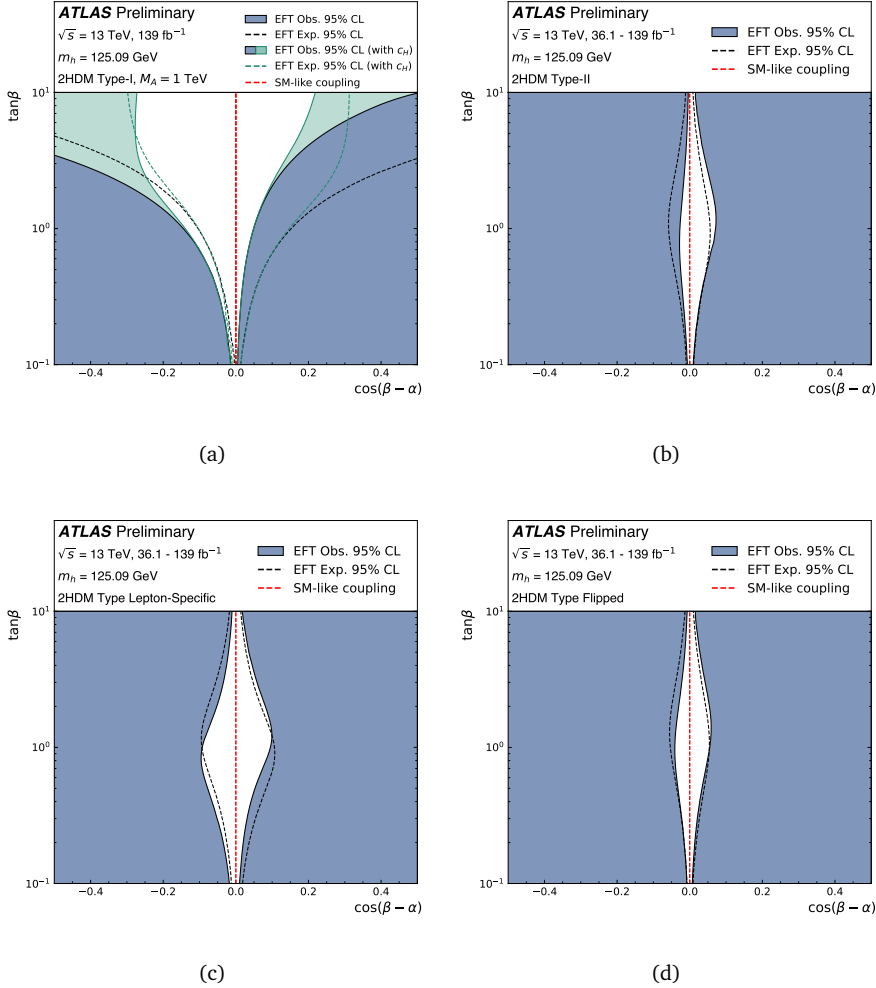 ATLAS Preliminary
√s = 13 TeV, 139 fb⁻¹
m_h = 125.09 GeV
2HDM Type-I, M_A = 1 TeV
EFT Obs. 95% CL
EFT Exp. 95% CL
EFT Obs. 95% CL (with c_H)
EFT Exp. 95% CL (with c_H)
SM-like coupling
tanβ
10¹
10⁰
10⁻¹
−0.4 −0.2 0.0 0.2 0.4
cos(β − α)
(a)
ATLAS Preliminary
√s = 13 TeV, 36.1 - 139 fb⁻¹
m_h = 125.09 GeV
2HDM Type-II
EFT Obs. 95% CL
EFT Exp. 95% CL
SM-like coupling
tanβ
10¹
10⁰
10⁻¹
−0.4 −0.2 0.0 0.2 0.4
cos(β − α)
(b)
ATLAS Preliminary
√s = 13 TeV, 36.1 - 139 fb⁻¹
m_h = 125.09 GeV
2HDM Type Lepton-Specific
EFT Obs. 95% CL
EFT Exp. 95% CL
SM-like coupling
tanβ
10¹
10⁰
10⁻¹
−0.4 −0.2 0.0 0.2 0.4
cos(β − α)
(c)
ATLAS Preliminary
√s = 13 TeV, 36.1 - 139 fb⁻¹
m_h = 125.09 GeV
2HDM Type Flipped
EFT Obs. 95% CL
EFT Exp. 95% CL
SM-like coupling
tanβ
10¹
10⁰
10⁻¹
−0.4 −0.2 0.0 0.2 0.4
cos(β − α)
(d)